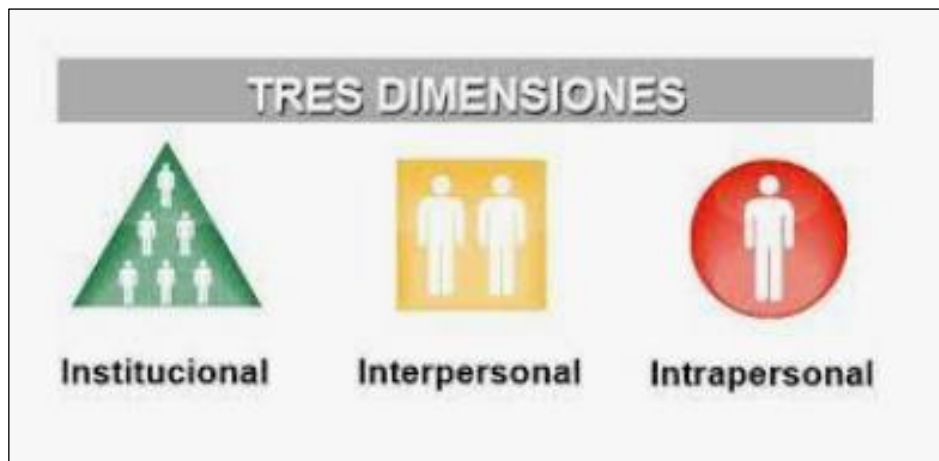 TRES DIMENSIONES
Institucional
Interpersonal
Intrapersonal